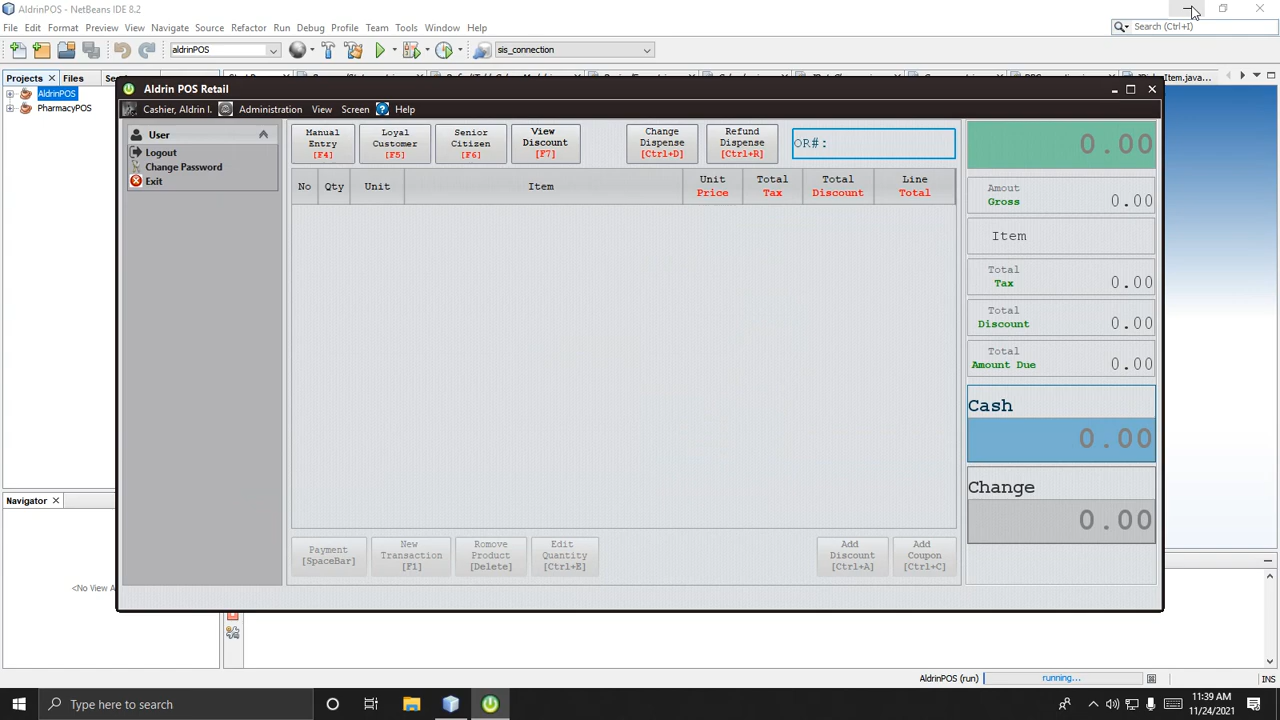 AldrinPOS - NetBeans IDE 8.2
File Edit Format Preview View Navigate Source Refactor Run Debug Profile Team Tools Window Help
Search (Ctrl+I)
aldrinPOS
sis_connection
Projects
Files
AldrinPOS
PharmacyPOS
Item.java...
Aldrin POS Retail
Cashier, Aldrin I. Administration View Screen Help
User
Logout
Change Password
Exit
Manual
Entry
[F4]
Loyal
Customer
[F5]
Senior
Citizen
[F6]
View
Discount
[F7]
Change
Dispense
[Ctrl+D]
Refund
Dispense
[Ctrl+R]
OR#:
No Qty Unit Item
Unit
Price
Total
Tax
Total
Discount
Line
Total
0.00
Amout
Gross
0.00
Item
Total
Tax
0.00
Total
Discount
0.00
Total
Amount Due
0.00
Cash
0.00
Change
0.00
Payment
[SpaceBar]
New
Transaction
[F1]
Romove
Product
[Delete]
Edit
Quantity
[Ctrl+E]
Add
Discount
[Ctrl+A]
Add
Coupon
[Ctrl+C]
Navigator
<No View A
AldrinPOS (run)
running...
INS
Type here to search
11:39 AM
11/24/2021